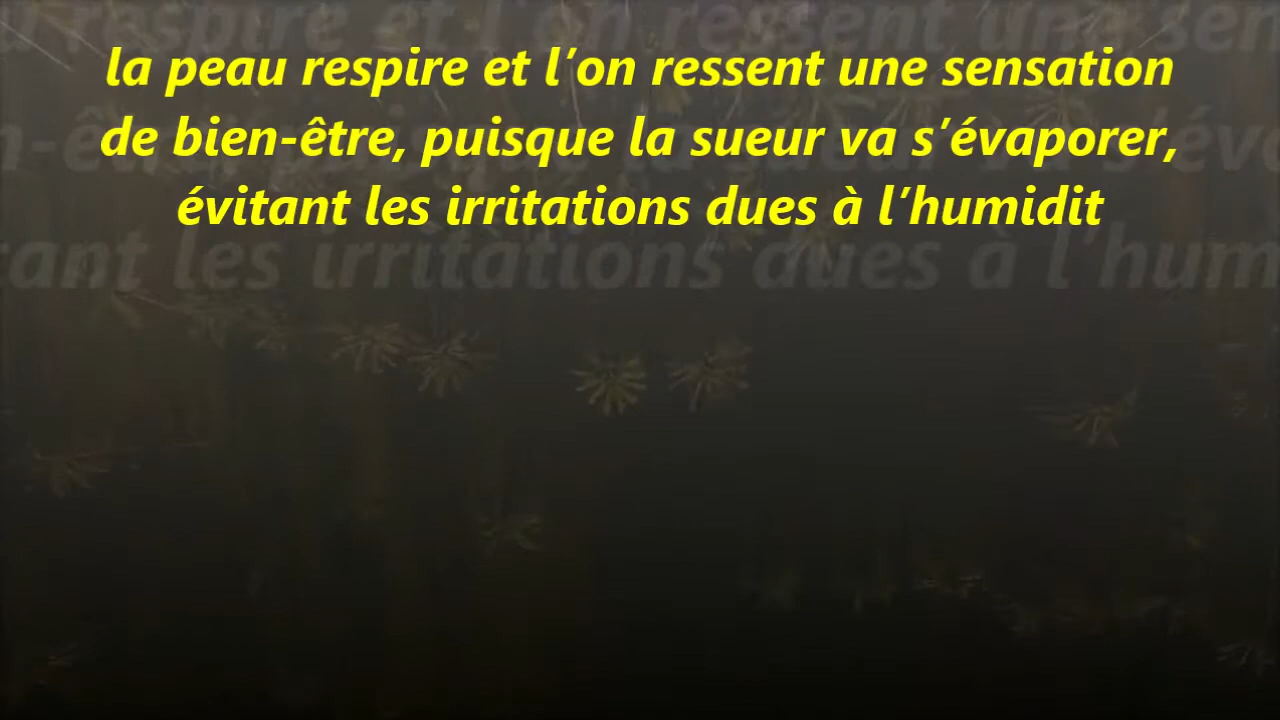 la peau respire et l’on ressent une sensation
de bien-être, puisque la sueur va s’évaporer,
évitant les irritations dues à l’humidit